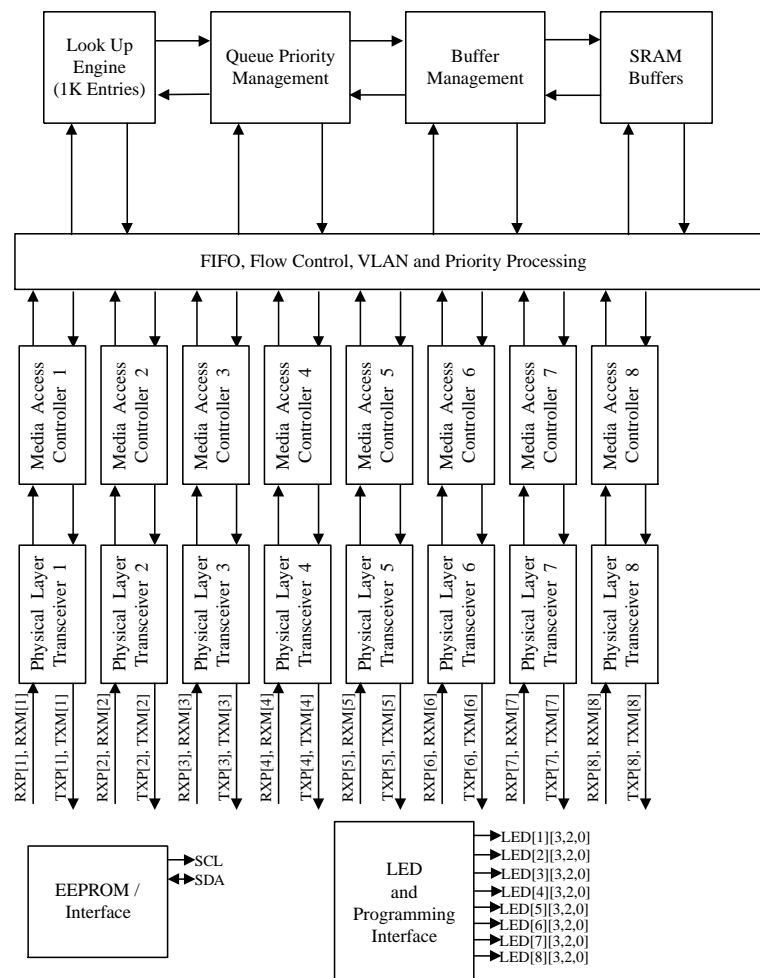 Look Up
Engine
(1K Entries)
Queue Priority
Management
Buffer
Management
SRAM
Buffers
FIFO, Flow Control, VLAN and Priority Processing
Media Access
Controller 1
Media Access
Controller 2
Media Access
Controller 3
Media Access
Controller 4
Media Access
Controller 5
Media Access
Controller 6
Media Access
Controller 7
Media Access
Controller 8
Physical Layer
Transceiver 1
Physical Layer
Transceiver 2
Physical Layer
Transceiver 3
Physical Layer
Transceiver 4
Physical Layer
Transceiver 5
Physical Layer
Transceiver 6
Physical Layer
Transceiver 7
Physical Layer
Transceiver 8
RXP[1], RXM[1]
TXP[1], TXM[1]
RXP[2], RXM[2]
TXP[2], TXM[2]
RXP[3], RXM[3]
TXP[3], TXM[3]
RXP[4], RXM[4]
TXP[4], TXM[4]
RXP[5], RXM[5]
TXP[5], TXM[5]
RXP[6], RXM[6]
TXP[6], TXM[6]
RXP[7], RXM[7]
TXP[7], TXM[7]
RXP[8], RXM[8]
TXP[8], TXM[8]
EEPROM /
Interface
SCL
SDA
LED
and
Programming
Interface
LED[1][3,2,0]
LED[2][3,2,0]
LED[3][3,2,0]
LED[4][3,2,0]
LED[5][3,2,0]
LED[6][3,2,0]
LED[7][3,2,0]
LED[8][3,2,0]